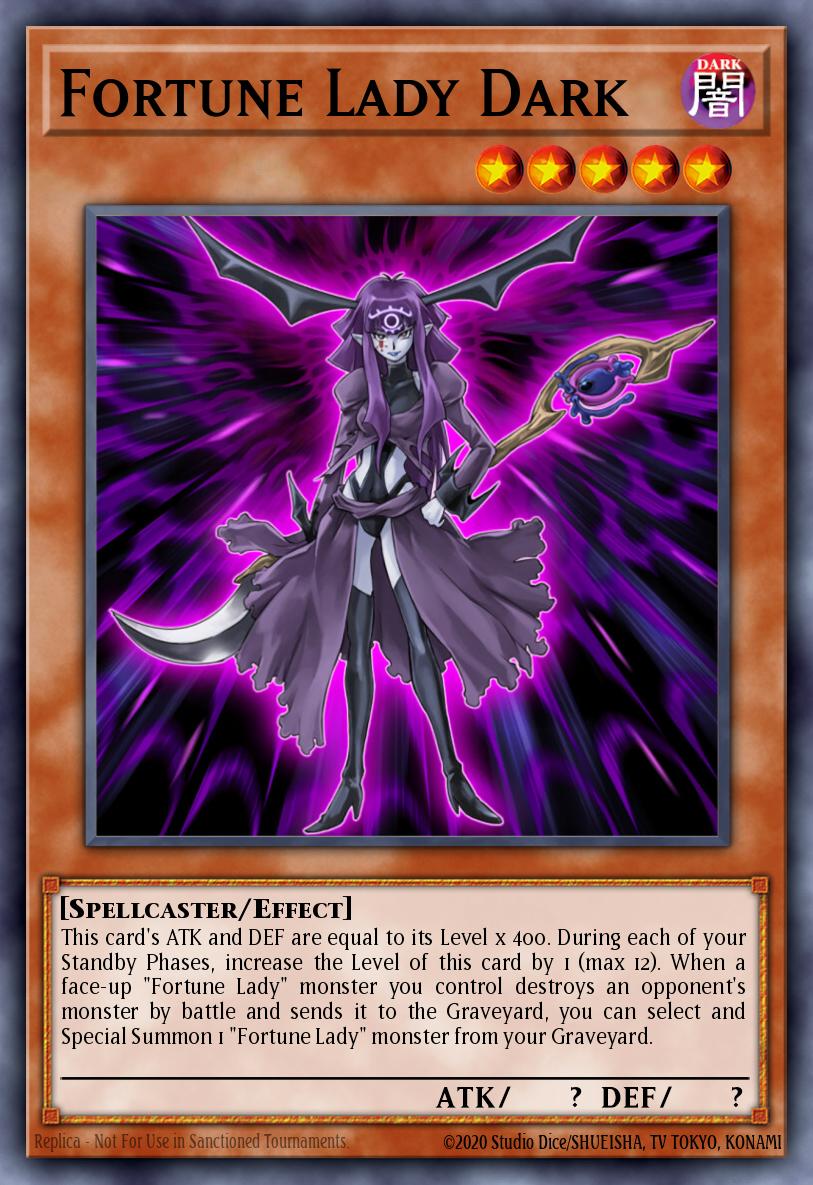 Fortune Lady Dark
DARK
闇
[Spellcaster/Effect]
This card's ATK and DEF are equal to its Level x 400. During each of your
Standby Phases, increase the Level of this card by 1 (max 12). When a
face-up "Fortune Lady" monster you control destroys an opponent's
monster by battle and sends it to the Graveyard, you can select and
Special Summon 1 "Fortune Lady" monster from your Graveyard.
ATK/ ? DEF/ ?
Replica - Not For Use in Sanctioned Tournaments.
©2020 Studio Dice/SHUEISHA, TV TOKYO, KONAMI